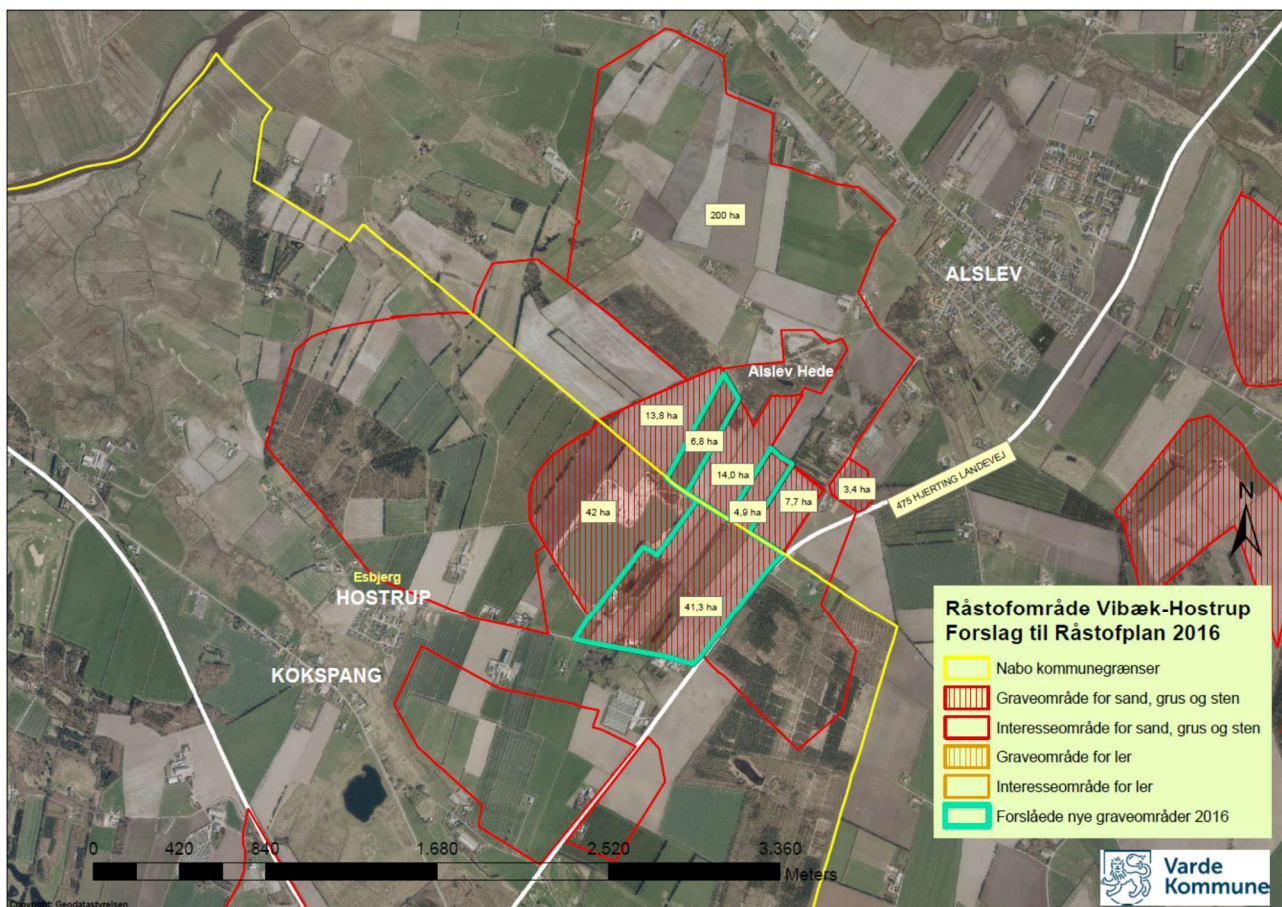 200 ha
ALSLEV
Alslev Hede
13,8 ha
6,8 ha
14,0 ha
3,4 ha
7,7 ha
4,9 ha
42 ha
475 HJERTING LANDEVEJ
N
Esbjerg
HOSTRUP
41,3 ha
KOKSPANG
Råstofområde Vibæk-Hostrup
Forslag til Råstofplan 2016
Nabo kommunegrænser
Graveområde for sand, grus og sten
Interesseområde for sand, grus og sten
Graveområde for ler
Interesseområde for ler
Forslåede nye graveområder 2016
0 420 840 1.680 2.520 3.360
Meters
Varde
Kommune
Copyright: Geodatastyrelsen